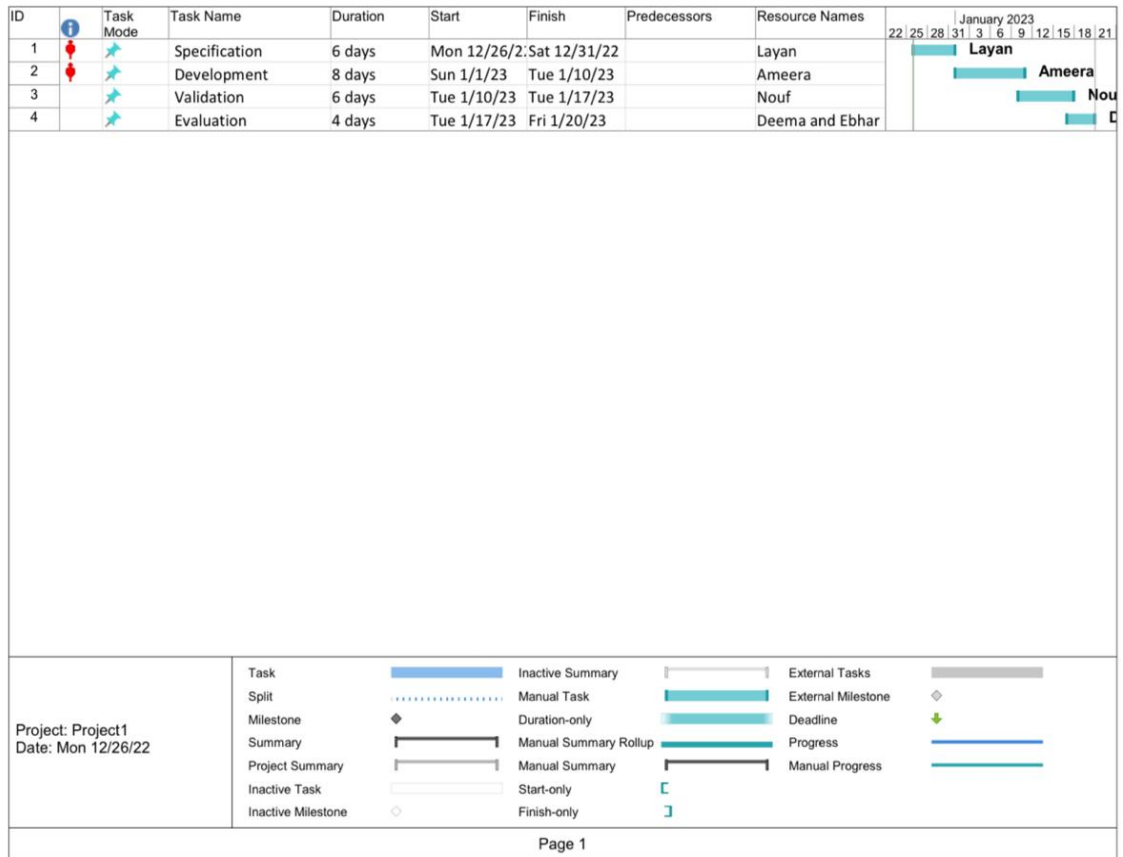 ID Task Mode Task Name Duration Start Finish Predecessors Resource Names January 2023
22 25 28 31 3 6 9 12 15 18 21
1 Specification 6 days Mon 12/26/2 Sat 12/31/22 Layan Layan
2 Development 8 days Sun 1/1/23 Tue 1/10/23 Ameera Ameera
3 Validation 6 days Tue 1/10/23 Tue 1/17/23 Nouf Nou
4 Evaluation 4 days Tue 1/17/23 Fri 1/20/23 Deema and Ebhar D
Project: Project1
Date: Mon 12/26/22
Task Inactive Summary External Tasks
Split Manual Task External Milestone
Milestone Duration-only Deadline
Summary Manual Summary Rollup Progress
Project Summary Manual Summary Manual Progress
Inactive Task Start-only
Inactive Milestone Finish-only
Page 1